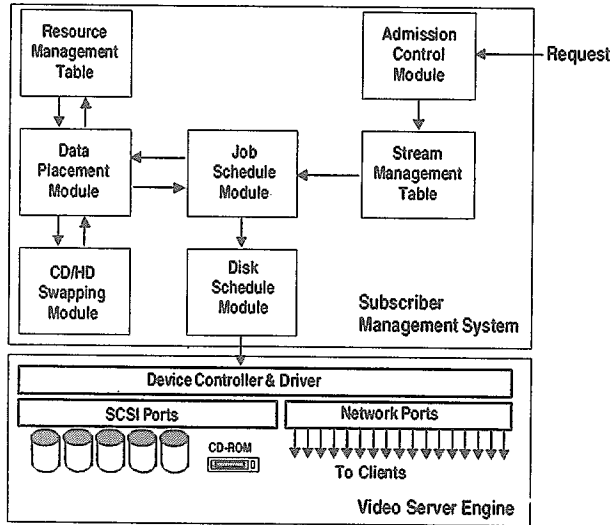 Resource
Management
Table
Admission
Control
Module
Request
Data
Placement
Module
Job
Schedule
Module
Stream
Management
Table
CD/HD
Swapping
Module
Disk
Schedule
Module
Subscriber
Management System
Device Controller & Driver
SCSI Ports
Network Ports
CD-ROM
To Clients
Video Server Engine